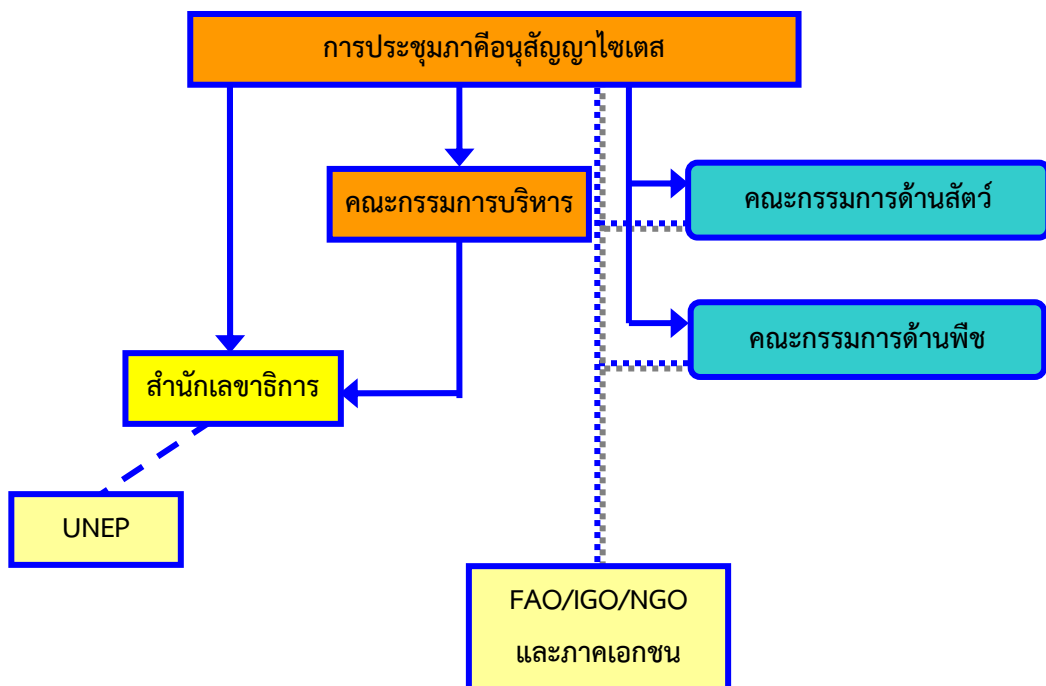 การประชุมภาคีอนุสัญญาไซเตส
คณะกรรมการบริหาร
คณะกรรมการด้านสัตว์
คณะกรรมการด้านพืช
สำนักเลขาธิการ
UNEP
FAO/IGO/NGO
และภาคเอกชน